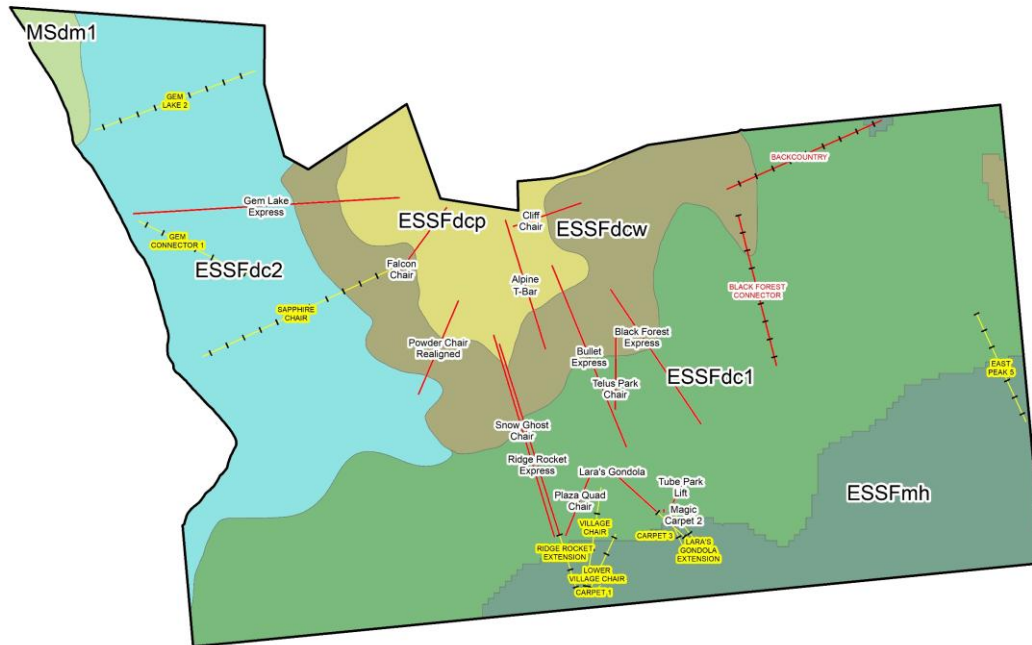 MSdm1
GEM
LAKE 2
BACKCOUNTRY
Gem Lake
Express
ESSFdcp
Cliff
Chair
ESSFdcw
GEM
CONNECTOR 1
ESSFdc2
Falcon
Chair
Alpine
T-Bar
BLACK FOREST
CONNECTOR
SAPPHIRE
CHAIR
Powder Chair
Realigned
Black Forest
Express
Bullet
Express
EAST
PEAK 5
ESSFdc1
Telus Park
Chair
Snow Ghost
Chair
Ridge Rocket
Express
Lara's Gondola
Tube Park
Lift
ESSFmh
Plaza Quad
Chair
Magic
Carpet 2
VILLAGE
CHAIR
CARPET 3
LARA'S
GONDOLA
EXTENSION
RIDGE ROCKET
EXTENSION
LOWER
VILLAGE CHAIR
CARPET 1